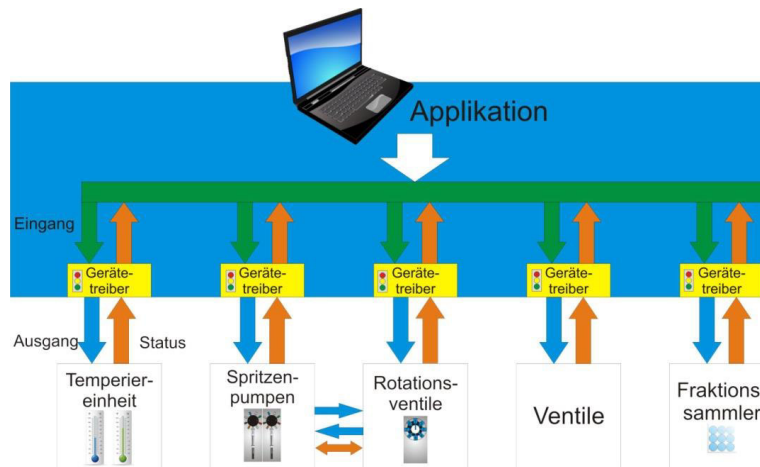 Applikation
Eingang
Geräte-
treiber
Geräte-
treiber
Geräte-
treiber
Geräte-
treiber
Geräte-
treiber
Ausgang
Status
Temperier-
einheit
Spritzen-
pumpen
Rotations-
ventile
Ventile
Fraktions
sammler